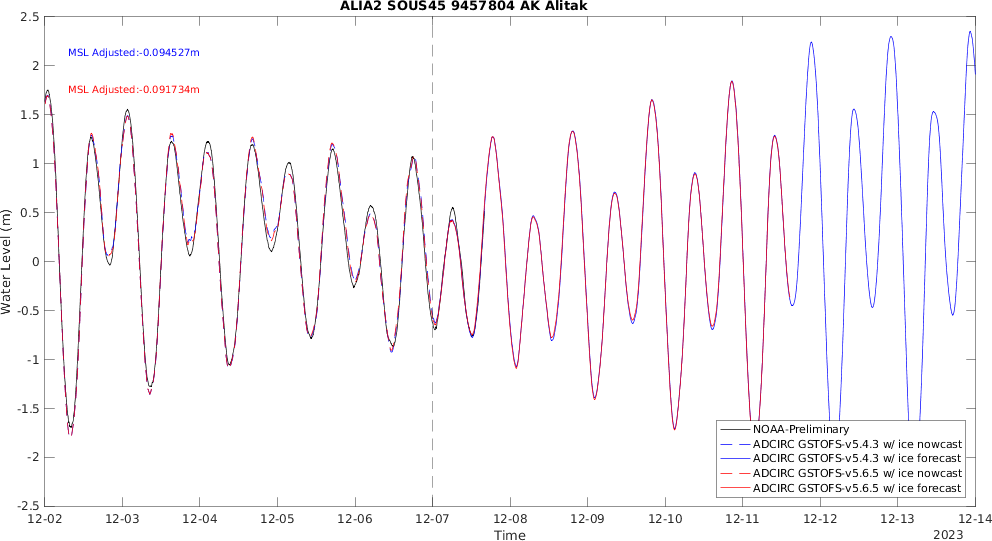 ALIA2 SOUS45 9457804 AK Alitak
2.5
2
1.5
1
0.5
0
-0.5
-1
-1.5
-2
-2.5
Water Level (m)
MSL Adjusted:-0.094527m
MSL Adjusted:-0.091734m
NOAA-Preliminary
ADCIRC GSTOFS-v5.4.3 w/ ice nowcast
ADCIRC GSTOFS-v5.4.3 w/ ice forecast
ADCIRC GSTOFS-v5.6.5 w/ ice nowcast
ADCIRC GSTOFS-v5.6.5 w/ ice forecast
12-02 12-03 12-04 12-05 12-06 12-07 12-08 12-09 12-10 12-11 12-12 12-13 12-14
Time
2023